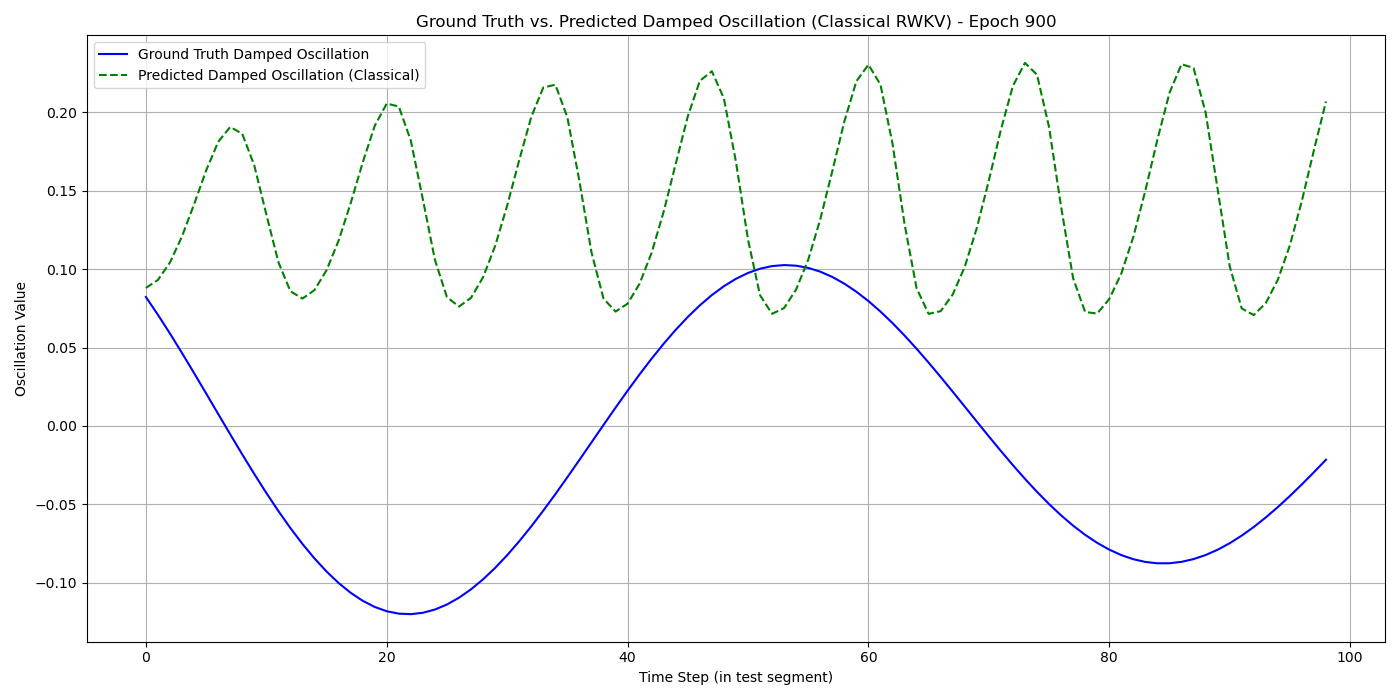 Ground Truth vs. Predicted Damped Oscillation (Classical RWKV) - Epoch 900
Ground Truth Damped Oscillation
Predicted Damped Oscillation (Classical)
Oscillation Value
0.20
0.15
0.10
0.05
0.00
−0.05
−0.10
0 20 40 60 80 100
Time Step (in test segment)